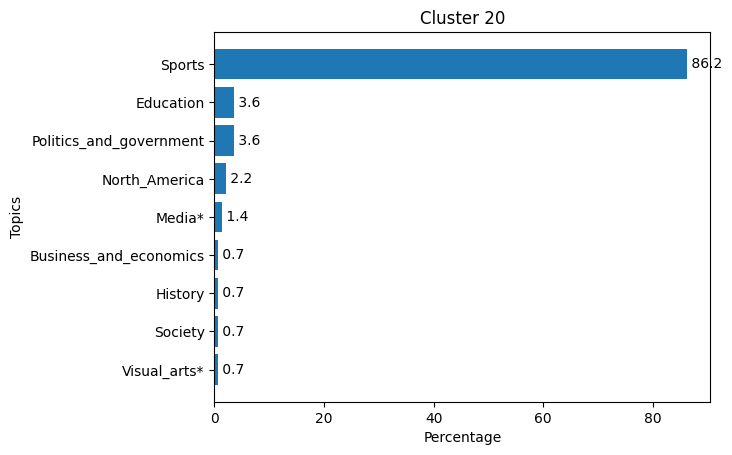 Cluster 20
Sports 86.2
Education 3.6
Politics_and_government 3.6
North_America 2.2
Media* 1.4
Business_and_economics 0.7
History 0.7
Society 0.7
Visual_arts* 0.7
Topics
0 20 40 60 80
Percentage